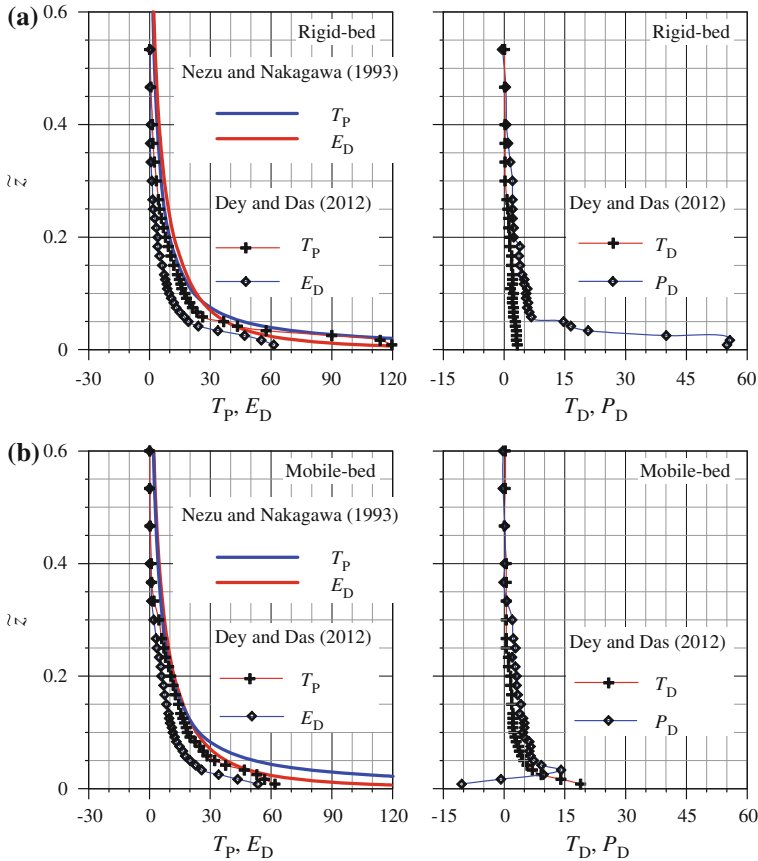 (a)
0.6
0.4
0.2
0
z̃
Rigid-bed
Nezu and Nakagawa (1993)
T_P
E_D
Dey and Das (2012)
T_P
E_D
-30 0 30 60 90 120
T_P, E_D
Rigid-bed
Dey and Das (2012)
T_D
P_D
-15 0 15 30 45 60
T_D, P_D
(b)
0.6
0.4
0.2
0
z̃
Mobile-bed
Nezu and Nakagawa (1993)
T_P
E_D
Dey and Das (2012)
T_P
E_D
-30 0 30 60 90 120
T_P, E_D
Mobile-bed
Dey and Das (2012)
T_D
P_D
-15 0 15 30 45 60
T_D, P_D